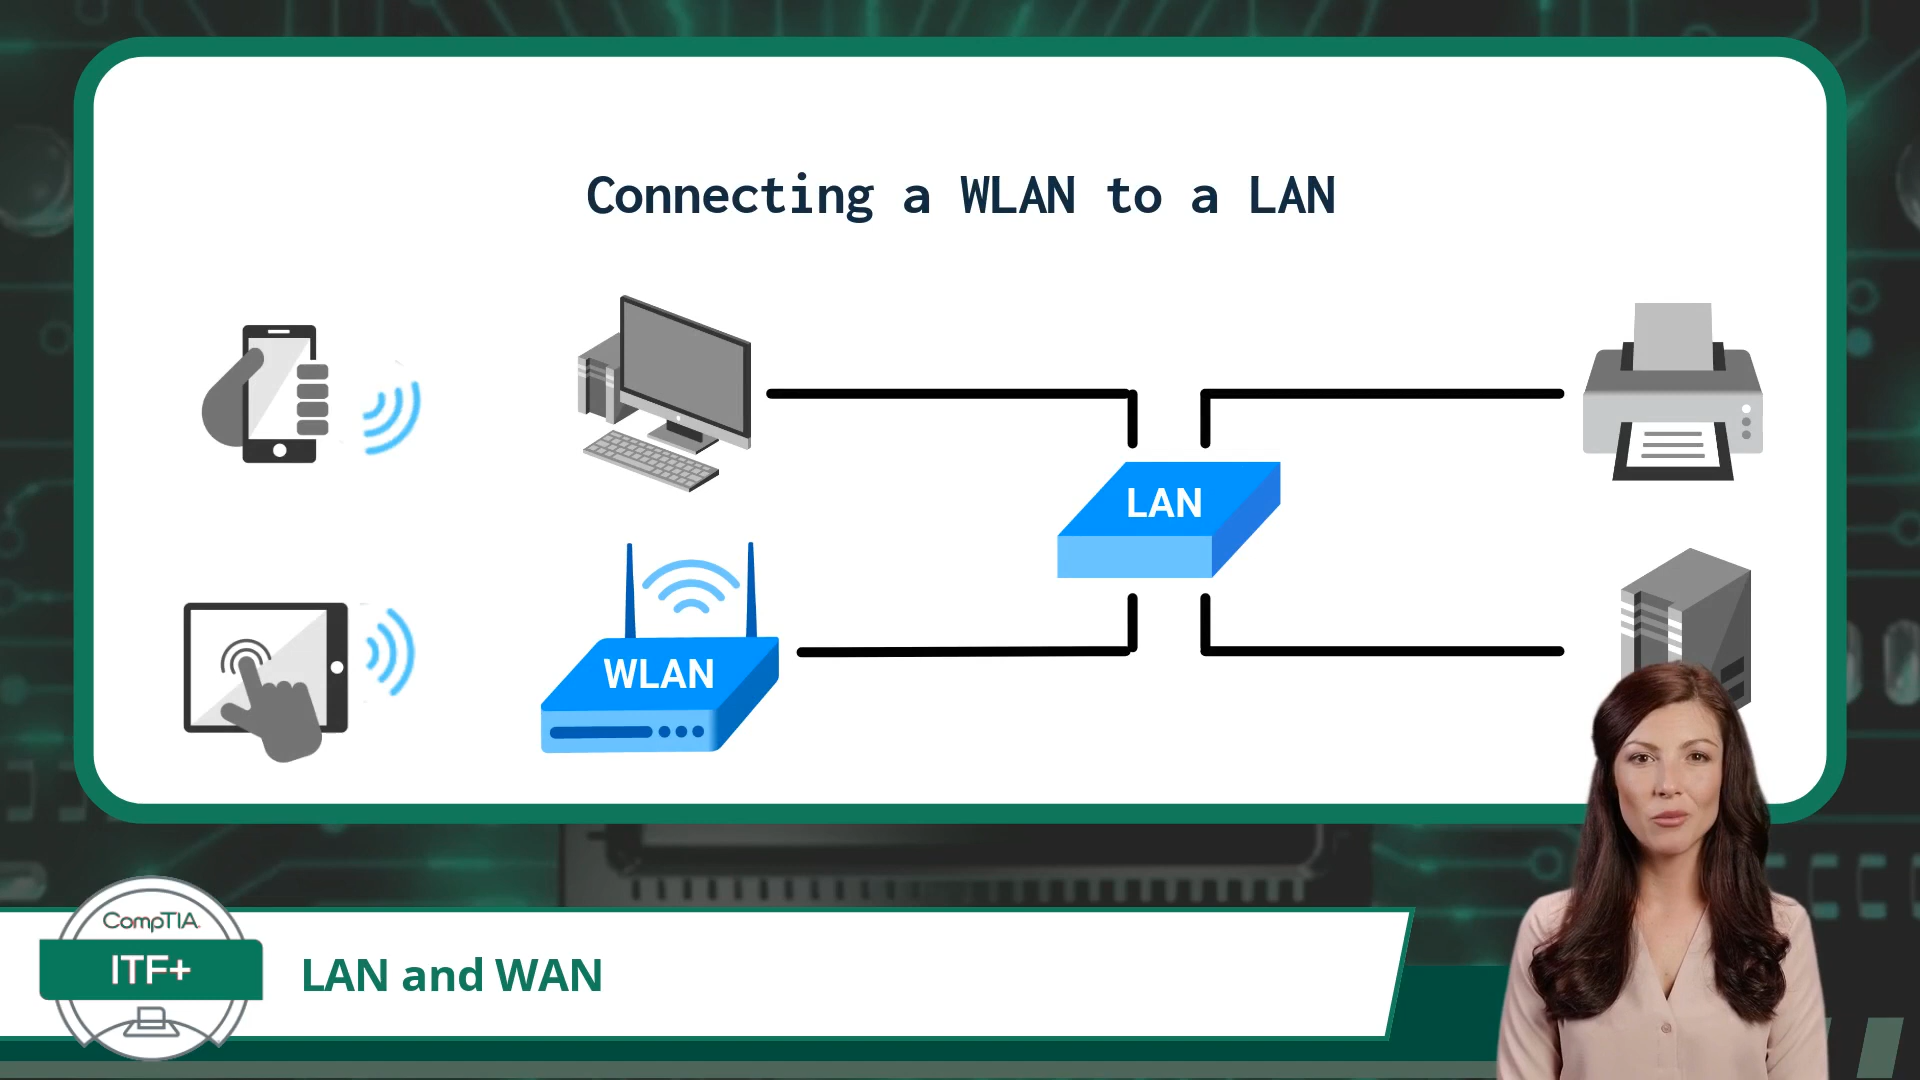 Connecting a WLAN to a LAN
LAN
WLAN
CompTIA
ITF+
LAN and WAN